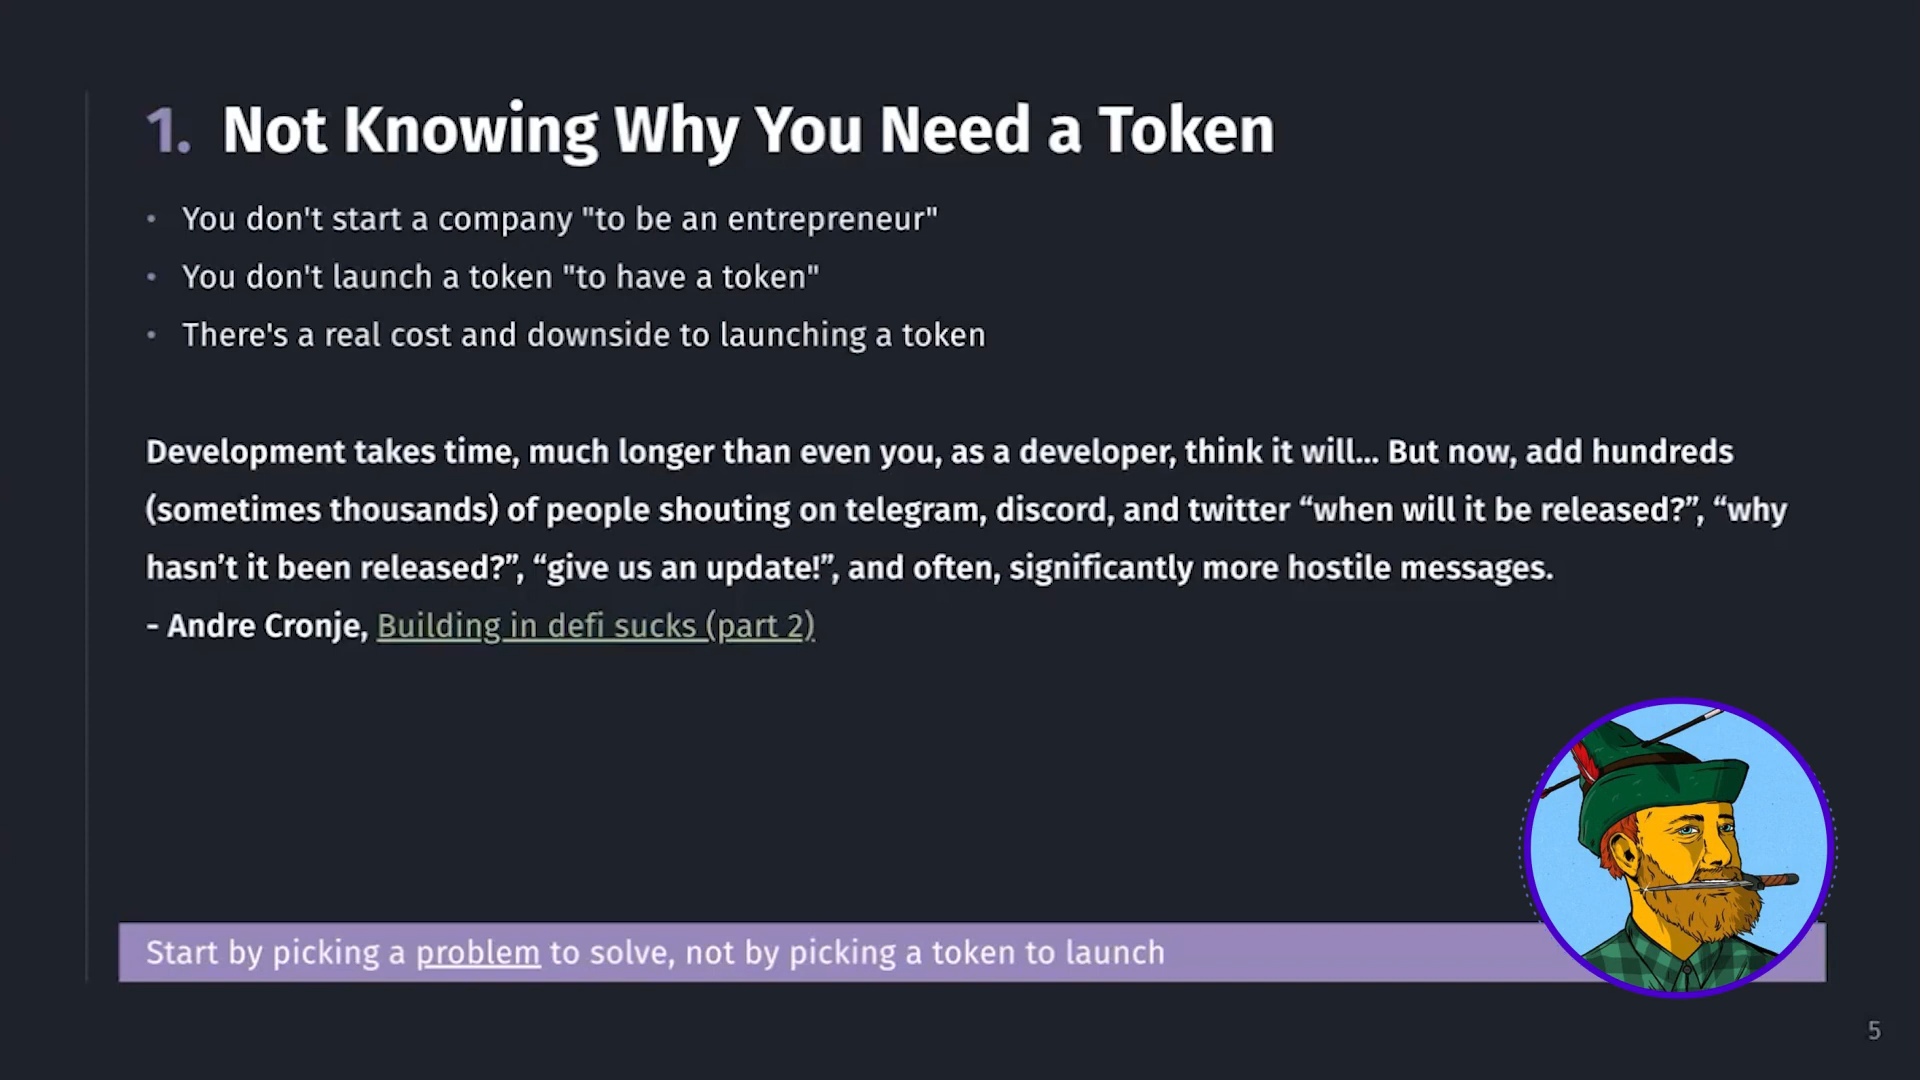 1. Not Knowing Why You Need a Token
• You don't start a company "to be an entrepreneur"
• You don't launch a token "to have a token"
• There's a real cost and downside to launching a token
Development takes time, much longer than even you, as a developer, think it will... But now, add hundreds
(sometimes thousands) of people shouting on telegram, discord, and twitter “when will it be released?”, “why
hasn’t it been released?”, “give us an update!”, and often, significantly more hostile messages.
- Andre Cronje, Building in defi sucks (part 2)
Start by picking a problem to solve, not by picking a token to launch
5